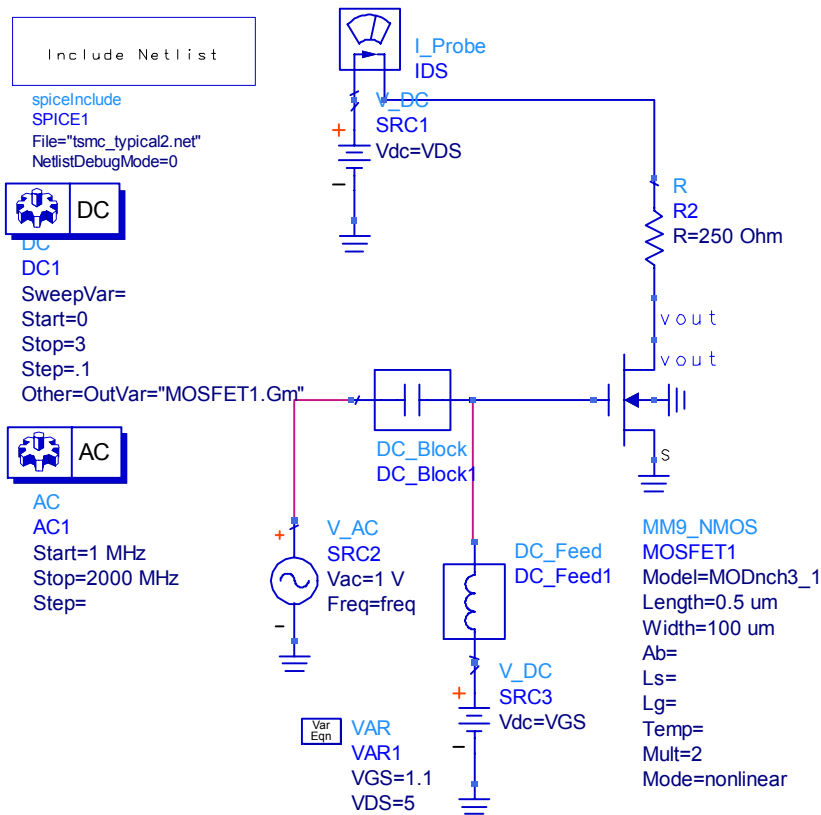 Include Netlist
spiceInclude
SPICE1
File="tsmc_typical2.net"
NetlistDebugMode=0
I_Probe
IDS
V_DC
SRC1
Vdc=VDS
+
−
R
R2
R=250 Ohm
vout
vout
DC
DC
DC1
SweepVar=
Start=0
Stop=3
Step=.1
Other=OutVar="MOSFET1.Gm"
DC_Block
DC_Block1
S
AC
AC
AC1
Start=1 MHz
Stop=2000 MHz
Step=
+
−
V_AC
SRC2
Vac=1 V
Freq=freq
DC_Feed
DC_Feed1
V_DC
SRC3
Vdc=VGS
+
−
Var
Eqn
VAR
VAR1
VGS=1.1
VDS=5
MM9_NMOS
MOSFET1
Model=MODnch3_1
Length=0.5 um
Width=100 um
Ab=
Ls=
Lg=
Temp=
Mult=2
Mode=nonlinear